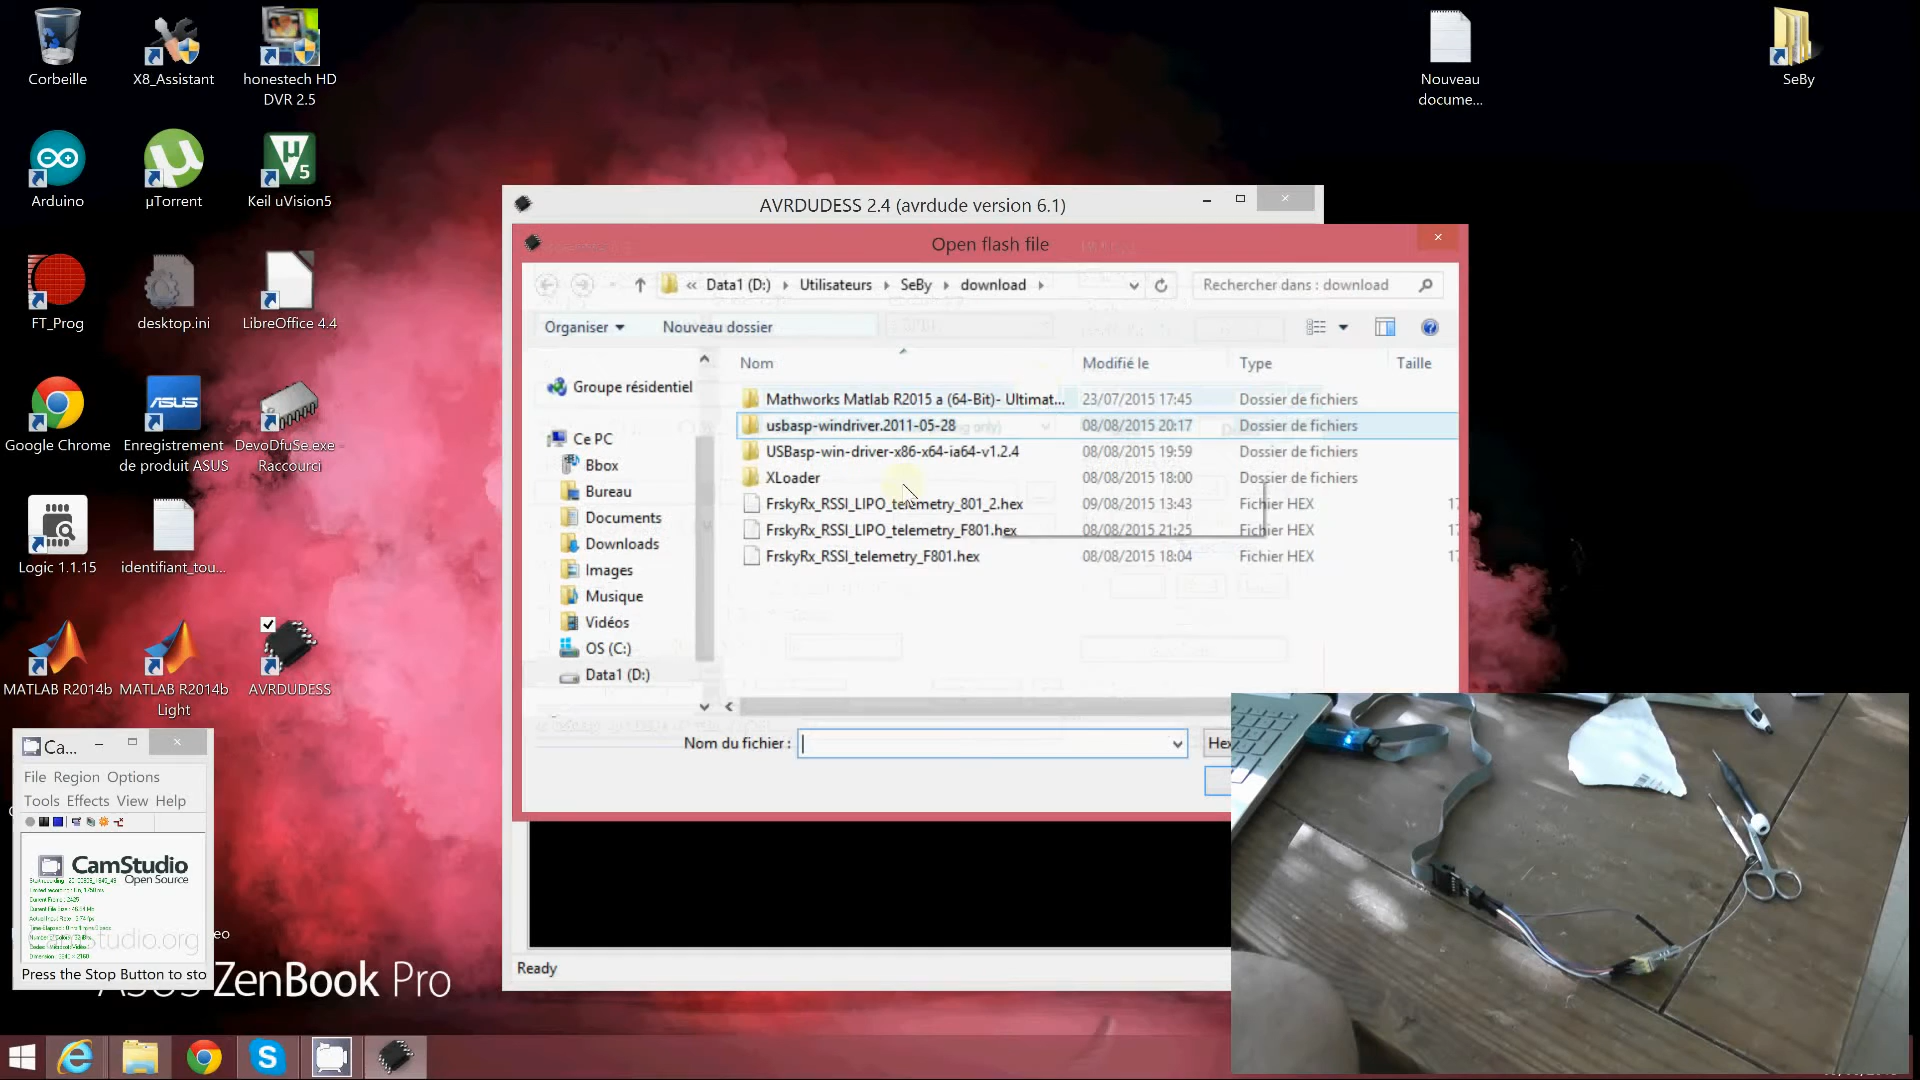 Corbeille
X8_Assistant
honestech HD
DVR 2.5
Nouveau
docume...
SeBy
Arduino
µTorrent
Keil uVision5
FT_Prog
desktop.ini
LibreOffice 4.4
Google Chrome
Enregistrement
de produit ASUS
DevoDfuSe.exe -
Raccourci
Logic 1.1.15
identifiant_tou...
MATLAB R2014b
MATLAB R2014b
Light
AVRDUDESS
AVRDUDESS 2.4 (avrdude version 6.1)
Open flash file
« Data1 (D:) Utilisateurs SeBy download
Rechercher dans : download
Organiser
Nouveau dossier
Nom Modifié le Type Taille
Groupe résidentiel
Ce PC
Bbox
Bureau
Documents
Downloads
Images
Musique
Vidéos
OS (C:)
Data1 (D:)
Mathworks Matlab R2015 a (64-Bit)- Ultimat... 23/07/2015 17:45 Dossier de fichiers
usbasp-windriver.2011-05-28 08/08/2015 20:17 Dossier de fichiers
USBasp-win-driver-x86-x64-ia64-v1.2.4 08/08/2015 19:59 Dossier de fichiers
XLoader 08/08/2015 18:00 Dossier de fichiers
FrskyRx_RSSI_LIPO_telemetry_801_2.hex 09/08/2015 13:43 Fichier HEX 17
FrskyRx_RSSI_LIPO_telemetry_F801.hex 08/08/2015 21:25 Fichier HEX 17
FrskyRx_RSSI_telemetry_F801.hex 08/08/2015 18:04 Fichier HEX 17
Nom du fichier :
Hex
Ready
Ca...
File Region Options
Tools Effects View Help
CamStudio
Open Source
Press the Stop Button to sto
ASUS ZenBook Pro